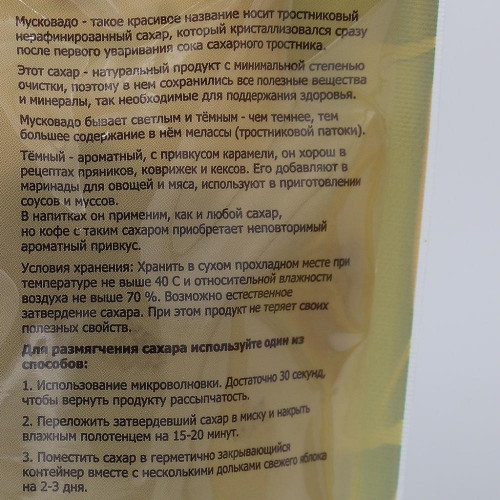 Мусковадо - такое красивое название носит тростниковый
нерафинированный сахар, который кристаллизовался сразу
после первого уваривания сока сахарного тростника.
Этот сахар - натуральный продукт с минимальной степенью
очистки, поэтому в нем сохранились все полезные вещества
и минералы, так необходимые для поддержания здоровья.
Мусковадо бывает светлым и тёмным - чем темнее, тем
большее содержание в нём мелассы (тростниковой патоки).
Тёмный - ароматный, с привкусом карамели, он хорош в
рецептах пряников, коврижек и кексов. Его добавляют в
маринады для овощей и мяса, используют в приготовлении
соусов и муссов.
В напитках он применим, как и любой сахар,
но кофе с таким сахаром приобретает неповторимый
ароматный привкус.
Условия хранения: Хранить в сухом прохладном месте при
температуре не выше 40 С и относительной влажности
воздуха не выше 70 %. Возможно естественное
затвердение сахара. При этом продукт не теряет своих
полезных свойств.
Для размягчения сахара используйте один из
способов:
1. Использование микроволновки. Достаточно 30 секунд,
чтобы вернуть продукту рассыпчатость.
2. Переложить затвердевший сахар в миску и накрыть
влажным полотенцем на 15-20 минут.
3. Поместить сахар в герметично закрывающийся
контейнер вместе с несколькими дольками свежего яблока
на 2-3 дня.